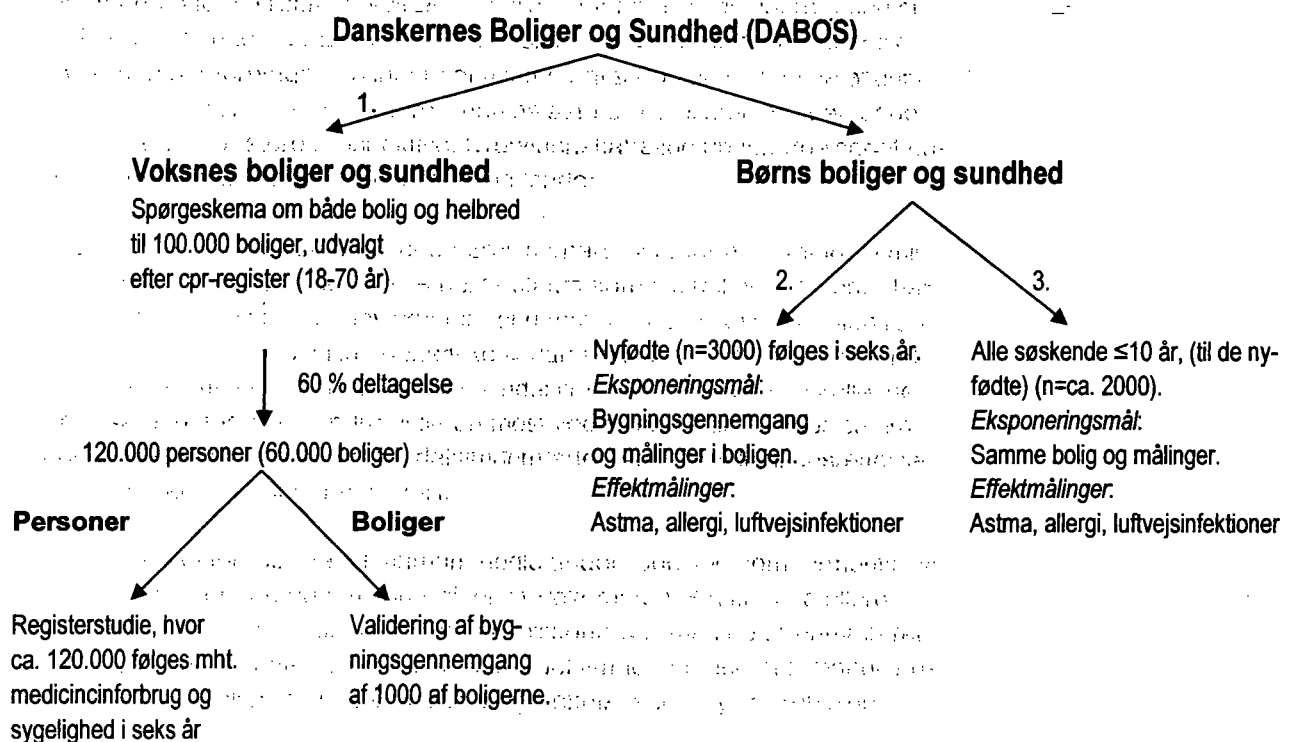 Danskernes Boliger og Sundhed (DABOS)
1.
Voksnes boliger og sundhed
Spørgeskema om både bolig og helbred
til 100.000 boliger, udvalgt
efter cpr-register (18-70 år)
60 % deltagelse
120.000 personer (60.000 boliger)
Personer
Registerstudie, hvor
ca. 120.000 følges mht.
medicincinforbrug og
sygelighed i seks år
Boliger
Validering af byg-
ningsgennemgang
af 1000 af boligerne.
Børns boliger og sundhed
2.
Nyfødte (n=3000) følges i seks år.
Eksponeringsmål:
Bygningsgennemgang
og målinger i boligen.
Effektmålinger:
Astma, allergi, luftvejsinfektioner
3.
Alle søskende ≤10 år, (til de ny-
fødte) (n=ca. 2000).
Eksponeringsmål:
Samme bolig og målinger.
Effektmålinger:
Astma, allergi, luftvejsinfektioner